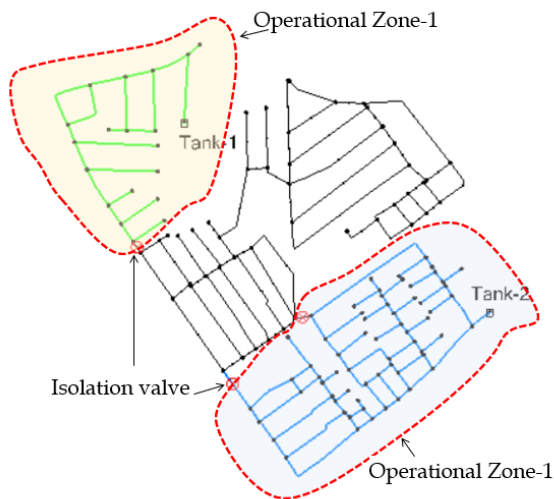 Operational Zone-1
Tank-1
Tank-2
Isolation valve
Operational Zone-1